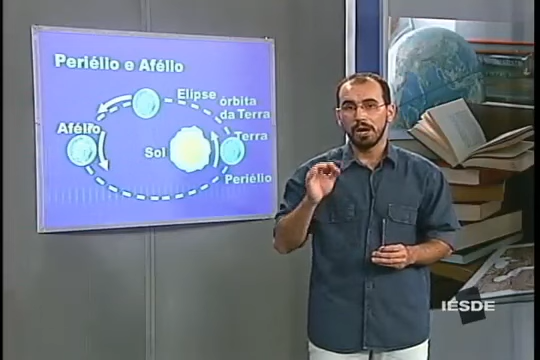 Periélio e Afélio
Elipse
órbita
da Terra
Afélio
Terra
Sol
Periélio
IESDE